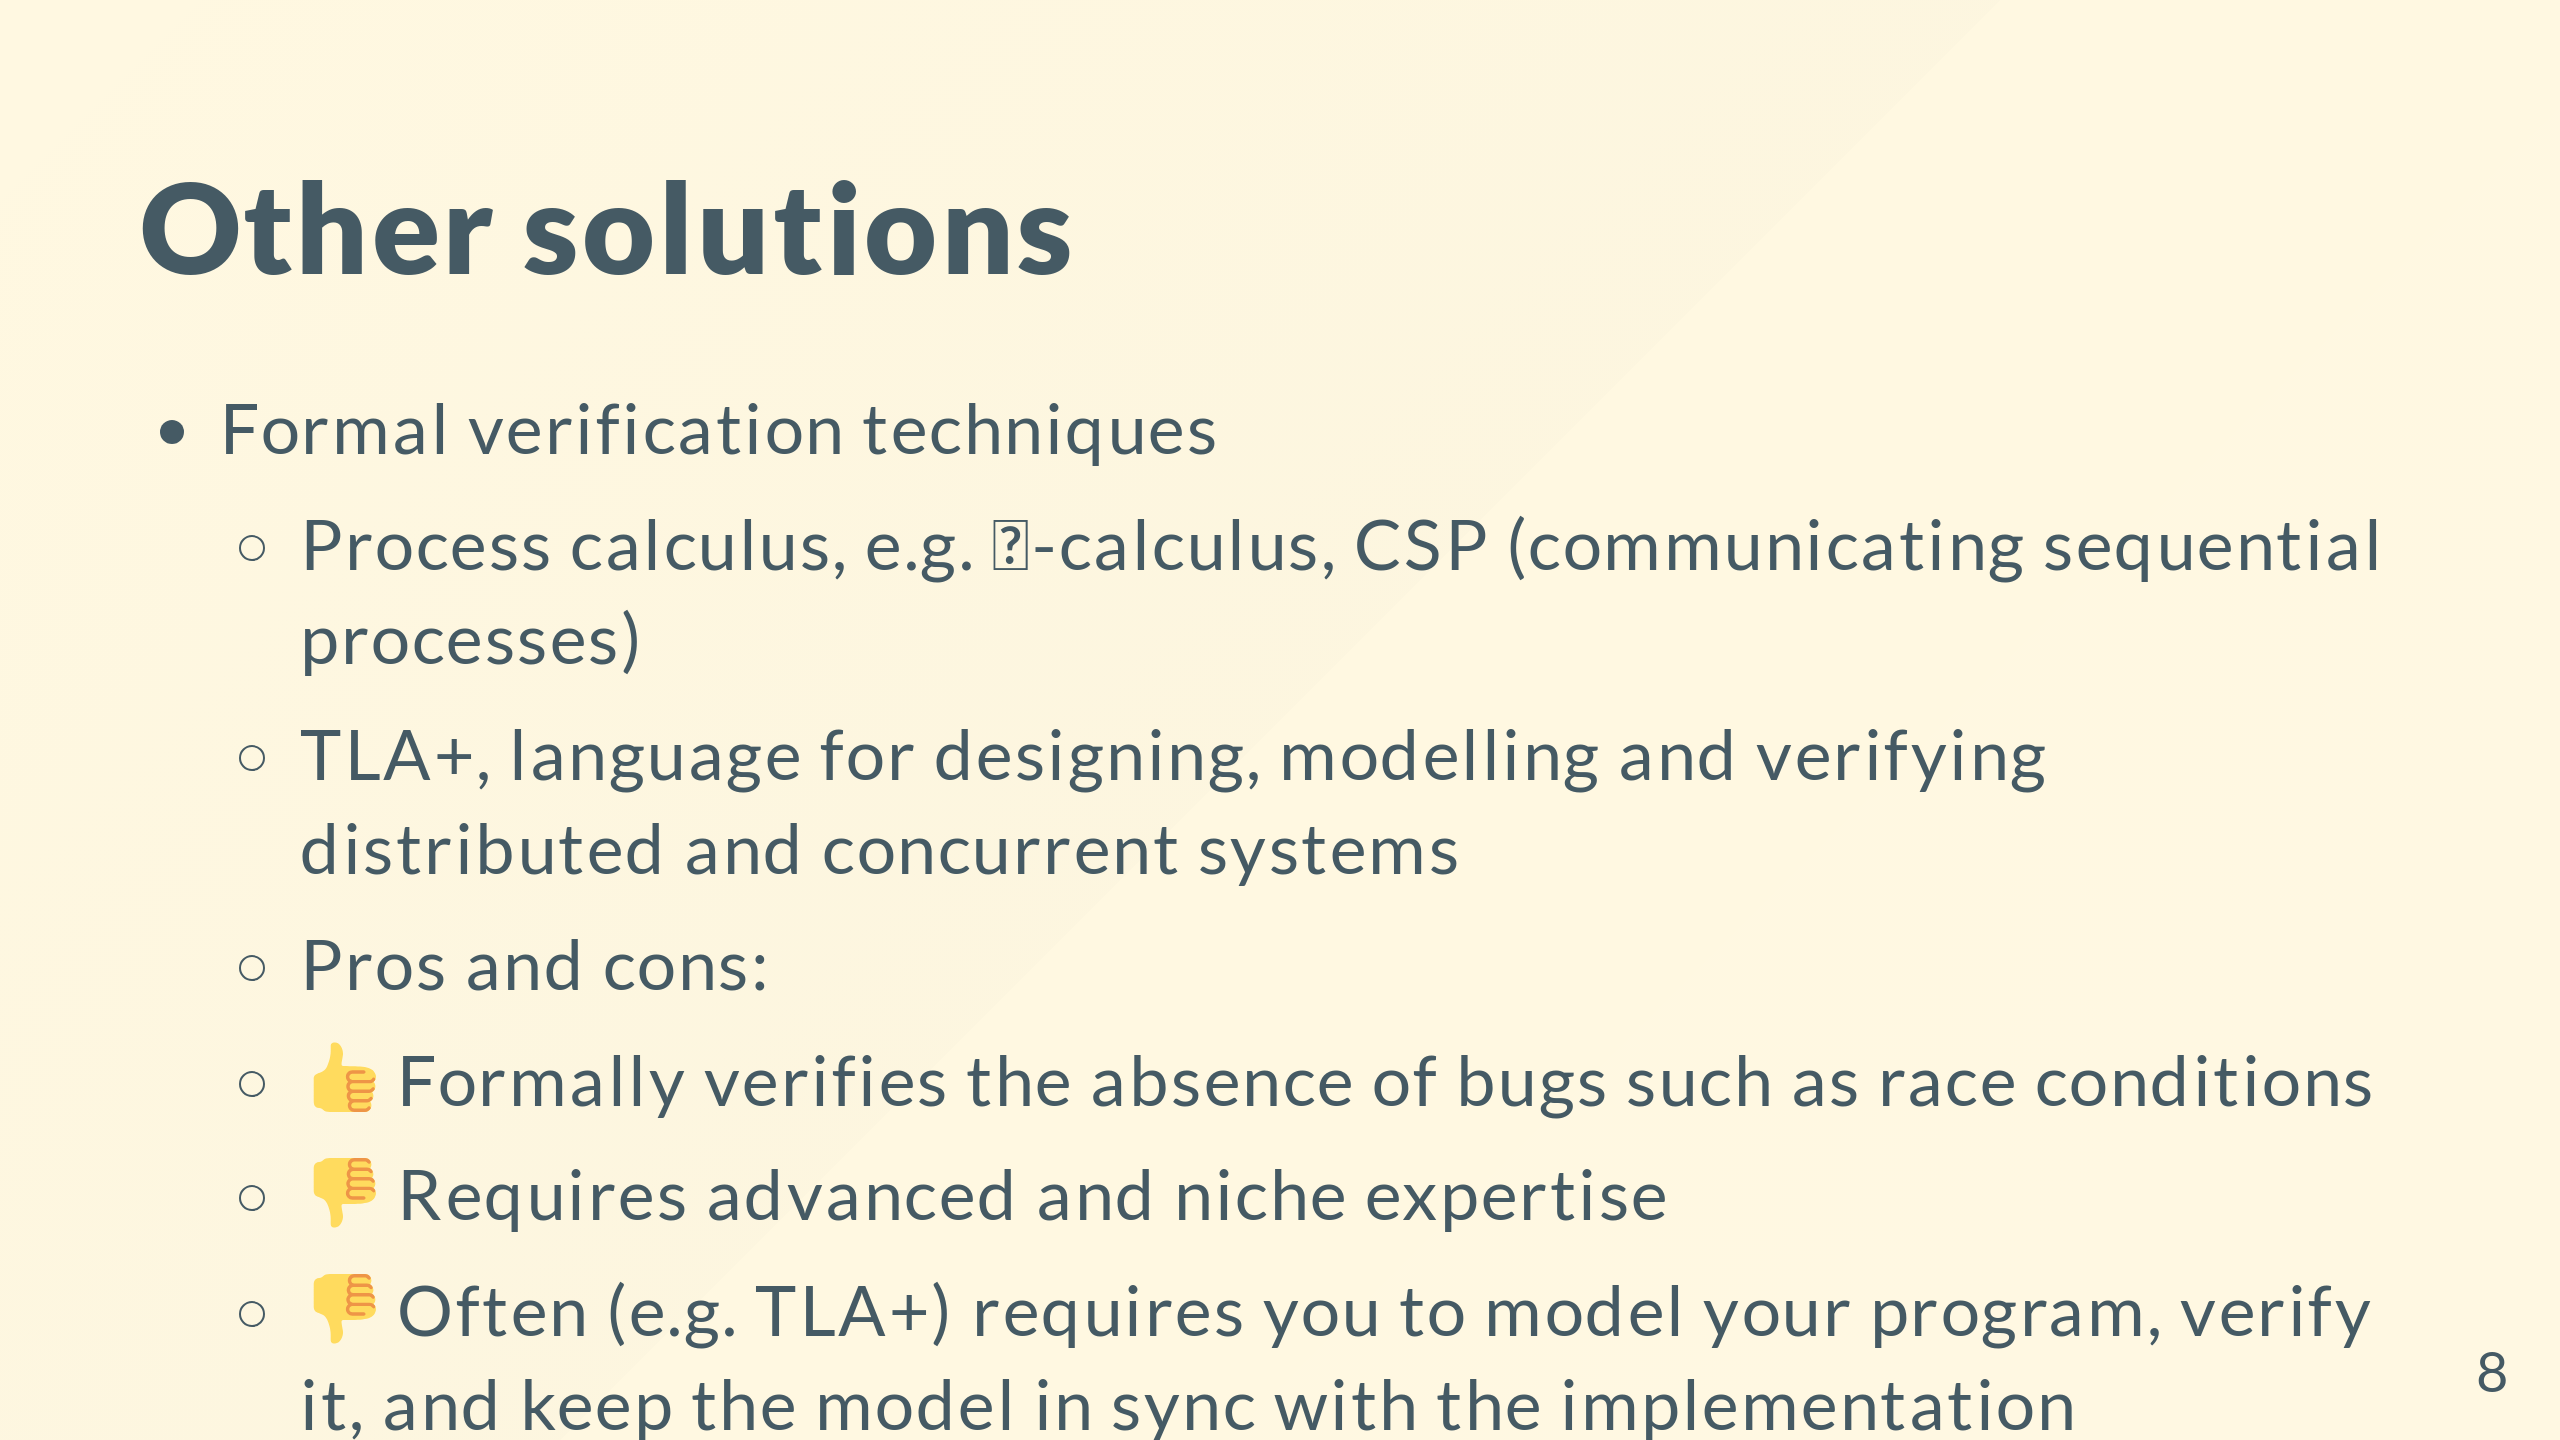 Other solutions
• Formal verification techniques
○ Process calculus, e.g. ⍰-calculus, CSP (communicating sequential
processes)
○ TLA+, language for designing, modelling and verifying
distributed and concurrent systems
○ Pros and cons:
○ 👍 Formally verifies the absence of bugs such as race conditions
○ 👎 Requires advanced and niche expertise
○ 👎 Often (e.g. TLA+) requires you to model your program, verify
it, and keep the model in sync with the implementation
8